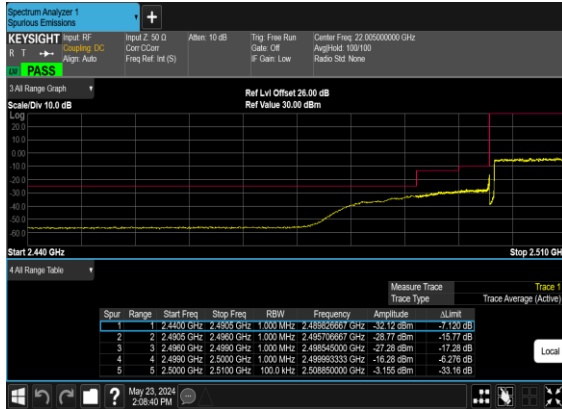 Spectrum Analyzer 1
Spurious Emissions
KEYSIGHT Input: RF Input Z: 50 Ω Atten: 10 dB Trig: Free Run Center Freq: 22.005000000 GHz
R T Coupling: DC Corr CCorr Gate: Off Avg|Hold: 100/100
Align: Auto Freq Ref: Int (S) IF Gain: Low Radio Std: None
LW PASS
3 All Range Graph
Ref Lvl Offset 26.00 dB
Scale/Div 10.0 dB Ref Value 30.00 dBm
Log
20.0
10.0
0.00
-10.0
-20.0
-30.0
-40.0
-50.0
-60.0
Start 2.440 GHz Stop 2.510 GH
4 All Range Table
Measure Trace Trace 1
Trace Type Trace Average (Active)
Spur Range Start Freq Stop Freq RBW Frequency Amplitude ΔLimit
1 1 2.4400 GHz 2.4905 GHz 1.000 MHz 2.489826667 GHz -32.12 dBm -7.120 dB
2 2 2.4905 GHz 2.4960 GHz 1.000 MHz 2.495706667 GHz -28.77 dBm -15.77 dB
3 3 2.4960 GHz 2.4990 GHz 1.000 MHz 2.498545000 GHz -27.28 dBm -17.28 dB
4 4 2.4990 GHz 2.5000 GHz 1.000 MHz 2.499993333 GHz -16.28 dBm -6.276 dB
5 5 2.5000 GHz 2.5100 GHz 100.0 kHz 2.508850000 GHz -3.155 dBm -33.16 dB
Local
May 23, 2024
2:08:40 PM